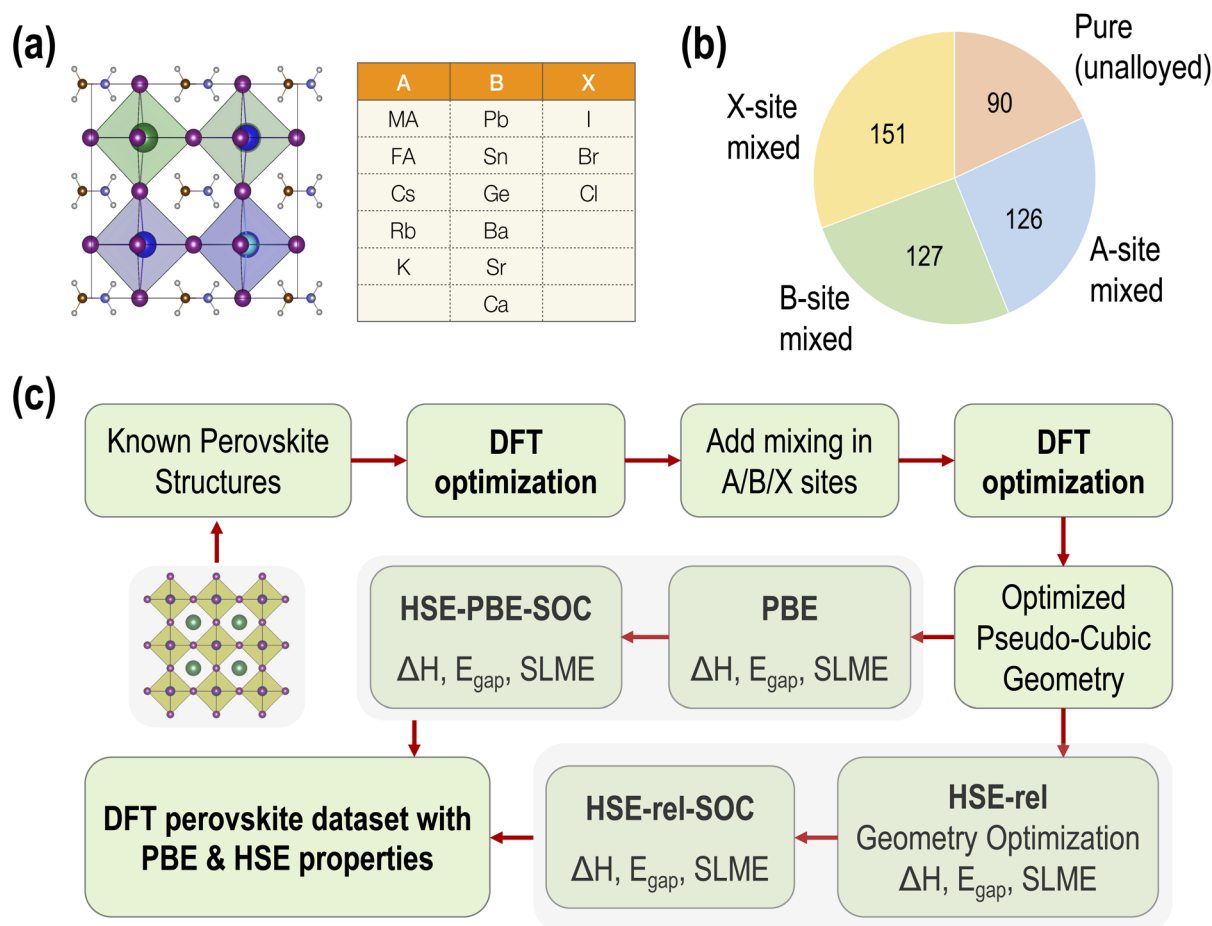 (a)
A B X
MA Pb I
FA Sn Br
Cs Ge Cl
Rb Ba
K Sr
Ca
(b)
Pure
(unalloyed)
90
X-site
mixed
151
126
A-site
mixed
127
B-site
mixed
(c)
Known Perovskite
Structures
DFT
optimization
Add mixing in
A/B/X sites
DFT
optimization
HSE-PBE-SOC
ΔH, Egap, SLME
PBE
ΔH, Egap, SLME
Optimized
Pseudo-Cubic
Geometry
DFT perovskite dataset with
PBE & HSE properties
HSE-rel-SOC
ΔH, Egap, SLME
HSE-rel
Geometry Optimization
ΔH, Egap, SLME